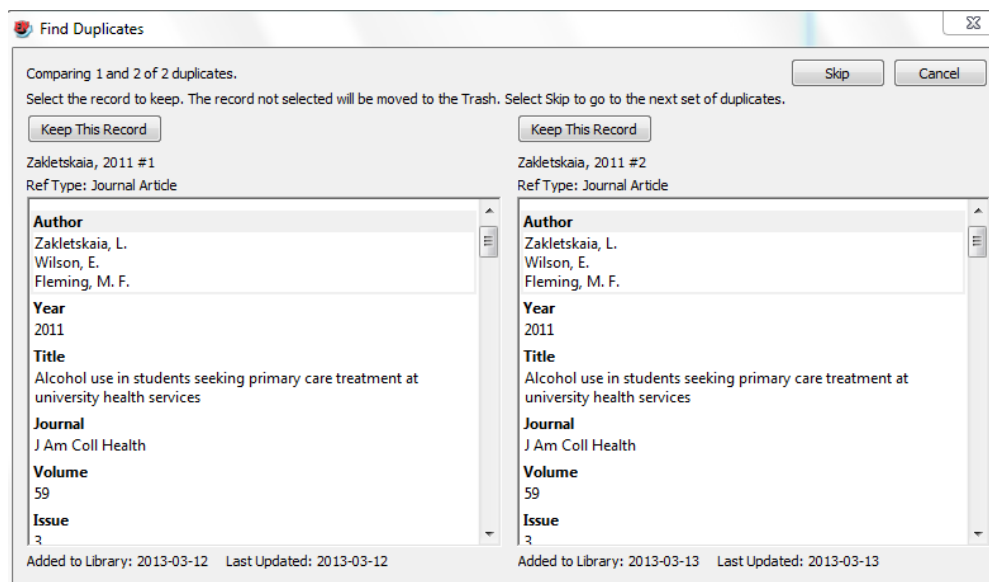 Find Duplicates
Comparing 1 and 2 of 2 duplicates.
Skip
Cancel
Select the record to keep. The record not selected will be moved to the Trash. Select Skip to go to the next set of duplicates.
Keep This Record
Zakletskaia, 2011 #1
Ref Type: Journal Article
Author
Zakletskaia, L.
Wilson, E.
Fleming, M. F.
Year
2011
Title
Alcohol use in students seeking primary care treatment at
university health services
Journal
J Am Coll Health
Volume
59
Issue
3
Added to Library: 2013-03-12 Last Updated: 2013-03-12
Keep This Record
Zakletskaia, 2011 #2
Ref Type: Journal Article
Author
Zakletskaia, L.
Wilson, E.
Fleming, M. F.
Year
2011
Title
Alcohol use in students seeking primary care treatment at
university health services
Journal
J Am Coll Health
Volume
59
Issue
3
Added to Library: 2013-03-13 Last Updated: 2013-03-13